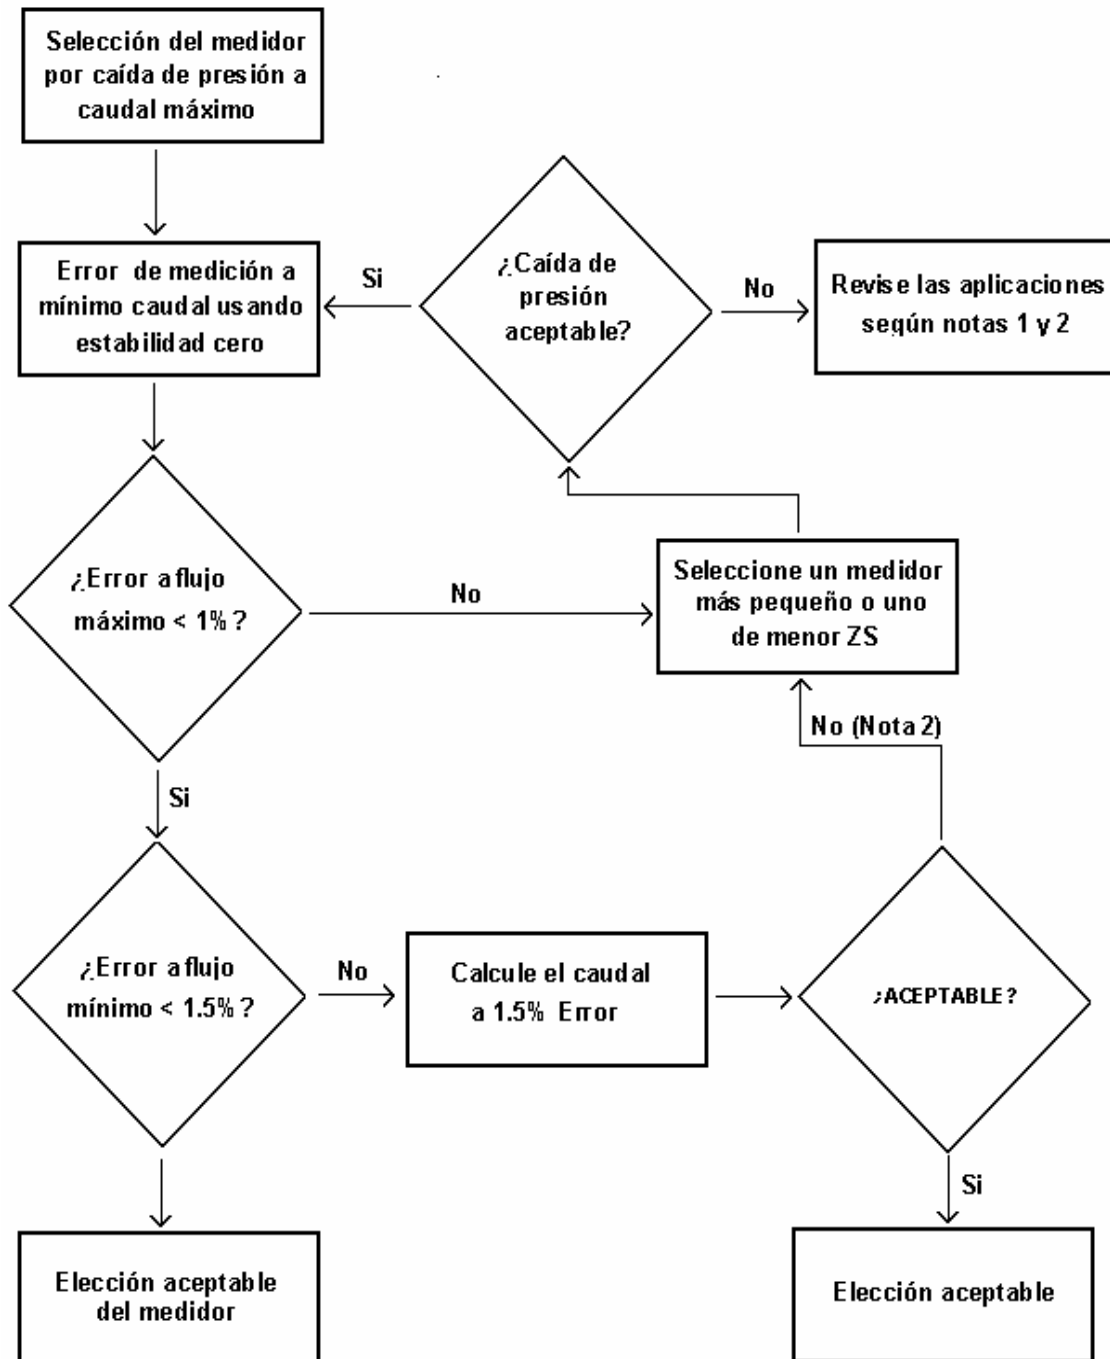 Selección del medidor
por caída de presión a
caudal máximo
Error de medición a
mínimo caudal usando
estabilidad cero
Si
¿Caída de
presión
aceptable?
No
Revise las aplicaciones
según notas 1 y 2
¿Error a flujo
máximo < 1% ?
No
Seleccione un medidor
más pequeño o uno
de menor ZS
No (Nota 2)
Si
¿Error a flujo
mínimo < 1.5% ?
No
Calcule el caudal
a 1.5% Error
¿ACEPTABLE?
Si
Elección aceptable
del medidor
Elección aceptable